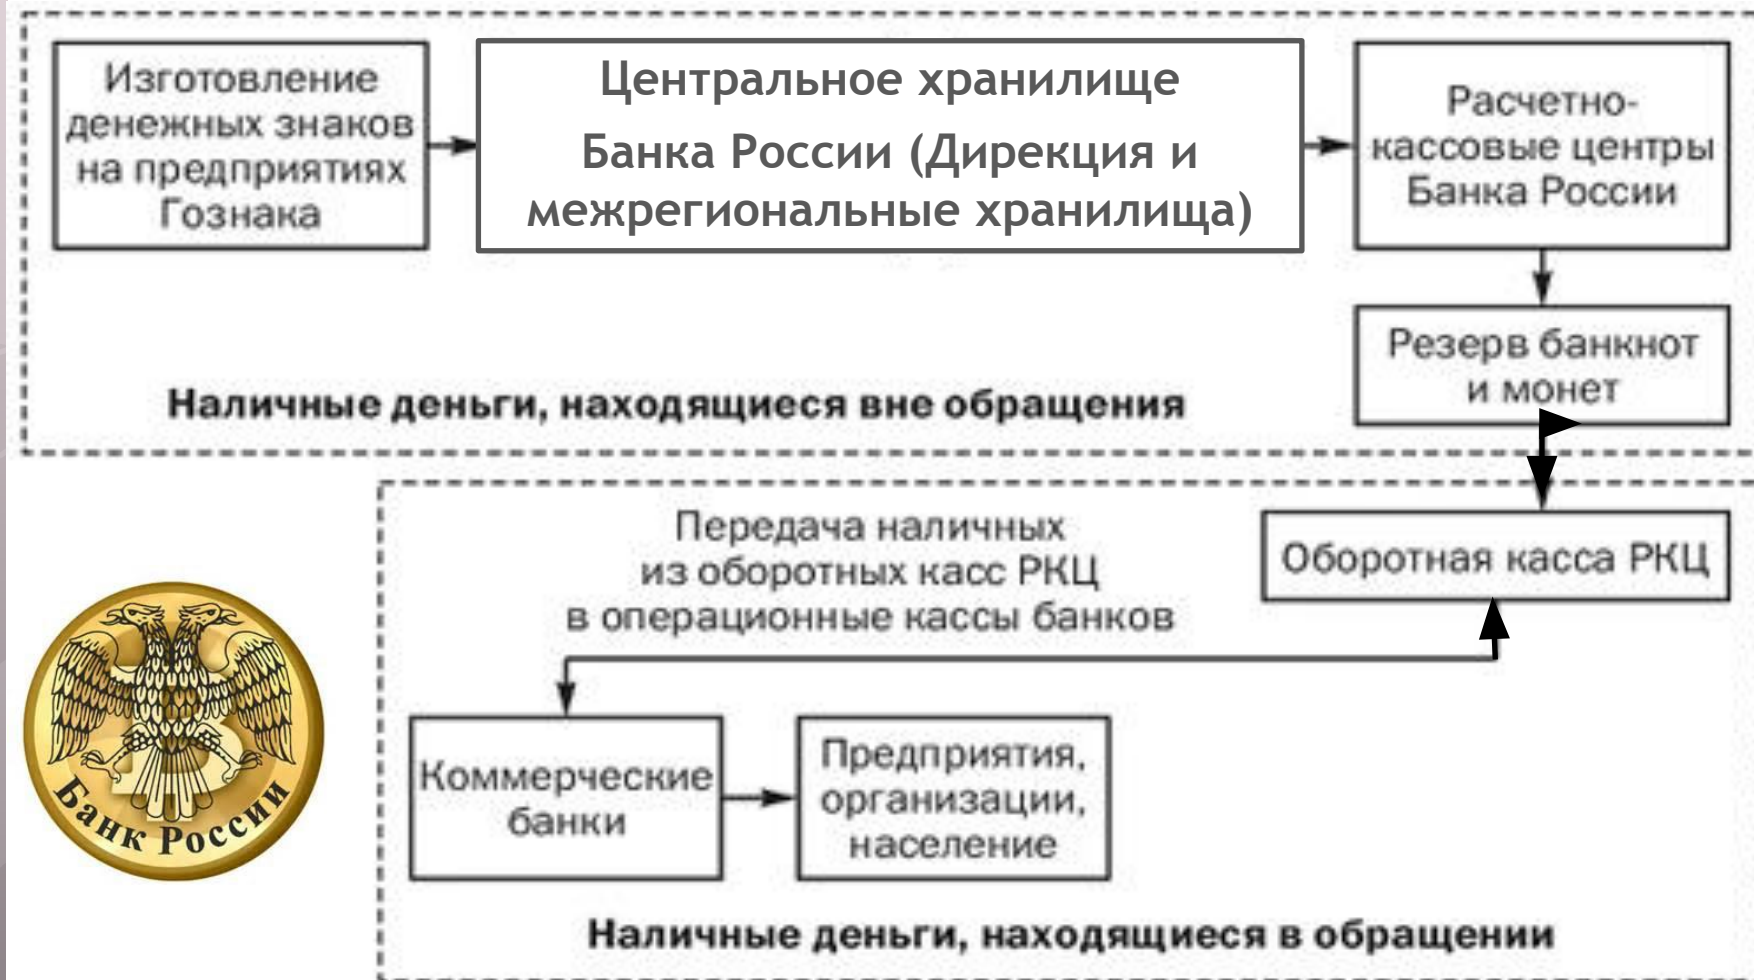 Изготовление
денежных знаков
на предприятиях
Гознака
Центральное хранилище
Банка России (Дирекция и
межрегиональные хранилища)
Расчетно-
кассовые центры
Банка России
Резерв банкнот
и монет
Наличные деньги, находящиеся вне обращения
Передача наличных
из оборотных касс РКЦ
в операционные кассы банков
Оборотная касса РКЦ
Коммерческие
банки
Предприятия,
организации,
население
Банк России
Наличные деньги, находящиеся в обращении